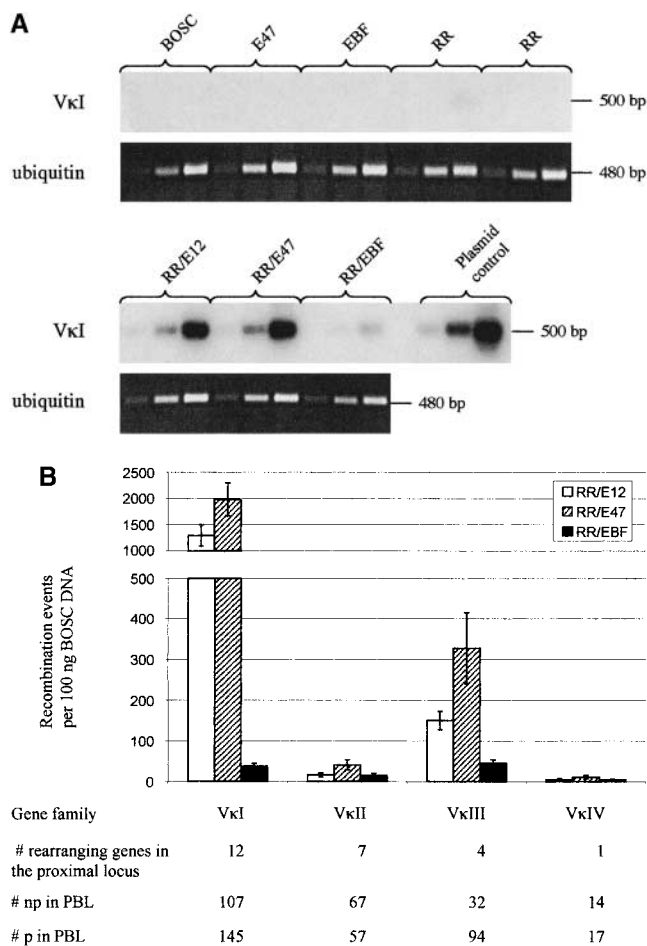 A
BOSC E47 EBF RR RR
VκI 500 bp
ubiquitin 480 bp
RR/E12 RR/E47 RR/EBF Plasmid control
VκI 500 bp
ubiquitin 480 bp
B
2500
2000
1500
1000
500
400
300
200
100
0
Recombination events
per 100 ng BOSC DNA
RR/E12
RR/E47
RR/EBF
Gene family VκI VκII VκIII VκIV
# rearranging genes in 12 7 4 1
the proximal locus
# np in PBL 107 67 32 14
# p in PBL 145 57 94 17